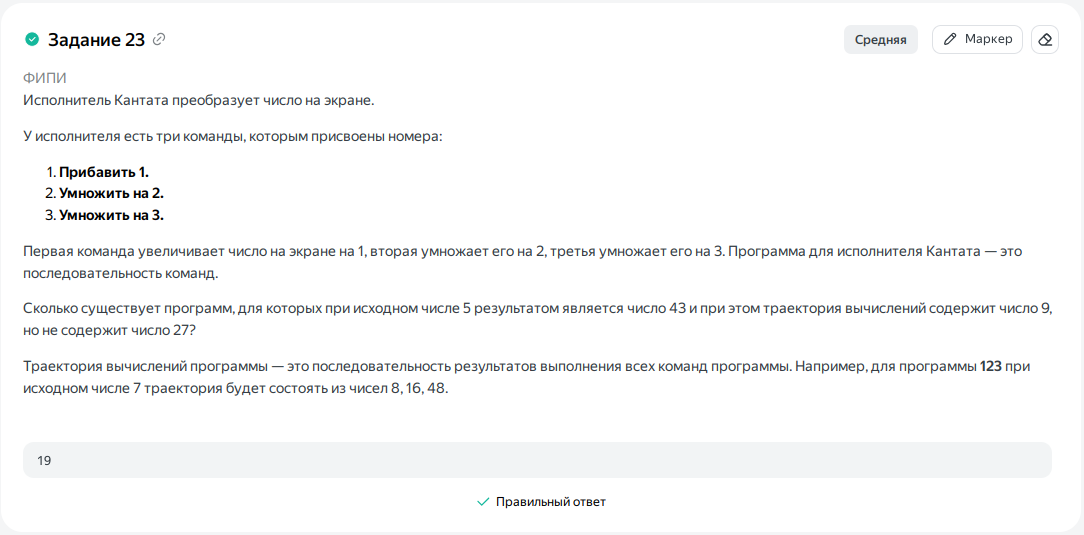 Задание 23
Средняя
Маркер
ФИПИ
Исполнитель Кантата преобразует число на экране.
У исполнителя есть три команды, которым присвоены номера:
1. Прибавить 1.
2. Умножить на 2.
3. Умножить на 3.
Первая команда увеличивает число на экране на 1, вторая умножает его на 2, третья умножает его на 3. Программа для исполнителя Кантата — это
последовательность команд.
Сколько существует программ, для которых при исходном числе 5 результатом является число 43 и при этом траектория вычислений содержит число 9,
но не содержит число 27?
Траектория вычислений программы — это последовательность результатов выполнения всех команд программы. Например, для программы 123 при
исходном числе 7 траектория будет состоять из чисел 8, 16, 48.
19
Правильный ответ